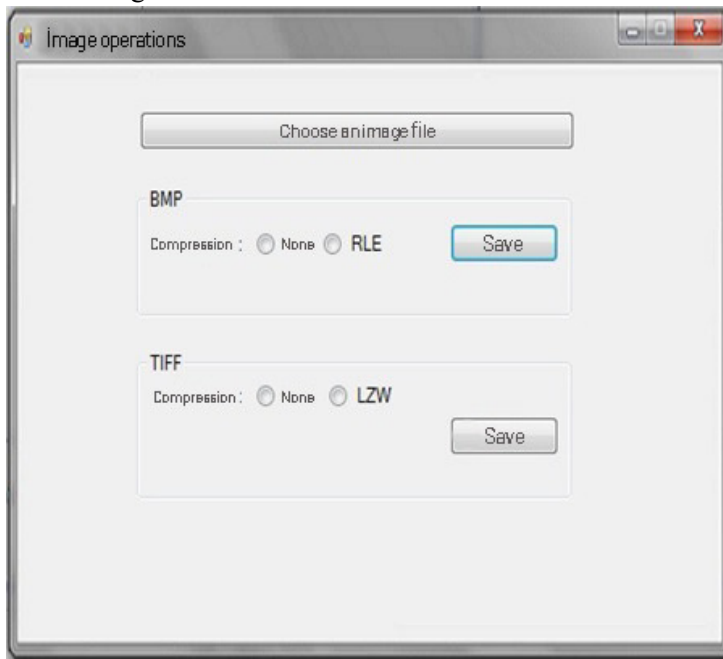 İmage operations
Choose an image file
BMP
Compression : None RLE Save
TIFF
Compression : None LZW
Save